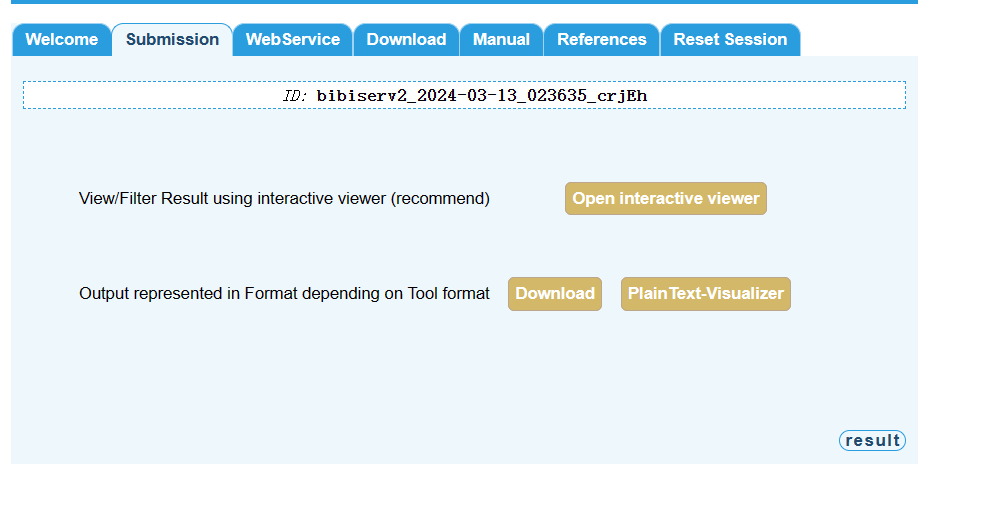 Welcome Submission WebService Download Manual References Reset Session
ID: bibiserv2_2024-03-13_023635_crjEh
View/Filter Result using interactive viewer (recommend) Open interactive viewer
Output represented in Format depending on Tool format Download PlainText-Visualizer
result